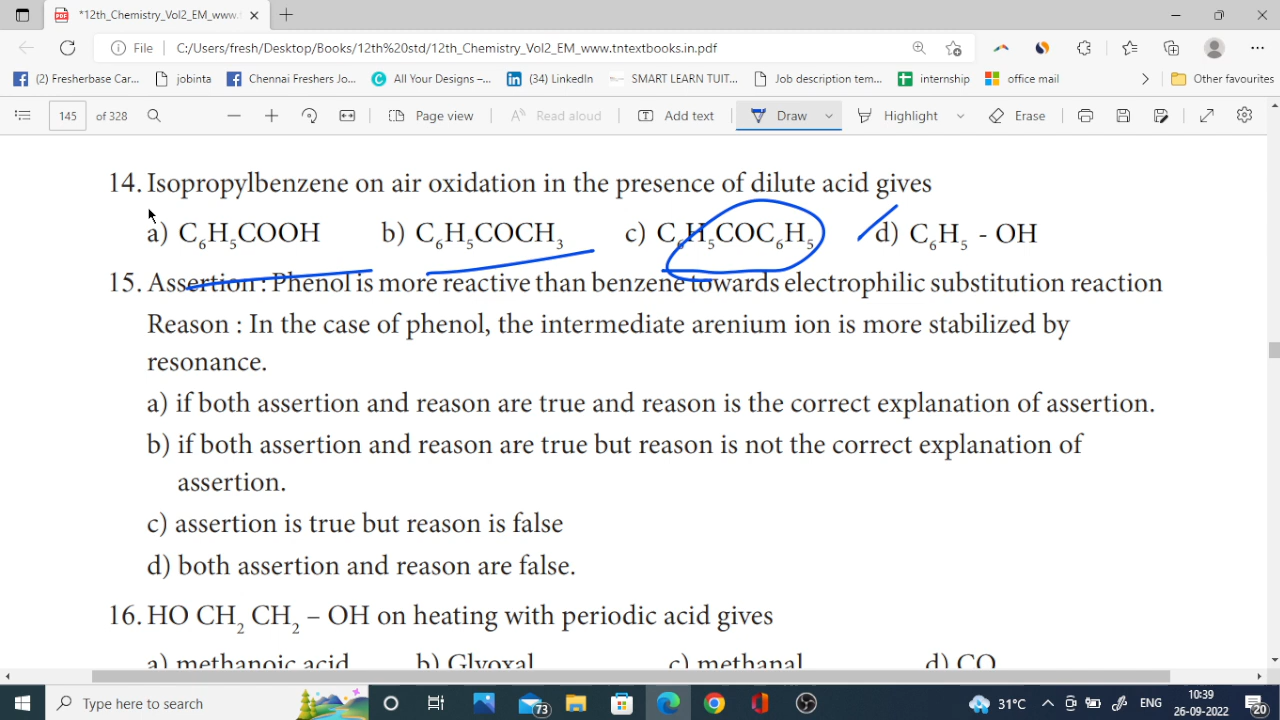 *12th_Chemistry_Vol2_EM_www.
File C:/Users/fresh/Desktop/Books/12th%20std/12th_Chemistry_Vol2_EM_www.tntextbooks.in.pdf
(2) Fresherbase Car... jobinta Chennai Freshers Jo... All Your Designs –... (34) LinkedIn SMART LEARN TUIT... Job description tem... internship office mail Other favourites
145 of 328 Page view Read aloud Add text Draw Highlight Erase
14. Isopropylbenzene on air oxidation in the presence of dilute acid gives
a) C₆H₅COOH b) C₆H₅COCH₃ c) C₆H₅COC₆H₅ d) C₆H₅ - OH
15. Assertion : Phenol is more reactive than benzene towards electrophilic substitution reaction
Reason : In the case of phenol, the intermediate arenium ion is more stabilized by
resonance.
a) if both assertion and reason are true and reason is the correct explanation of assertion.
b) if both assertion and reason are true but reason is not the correct explanation of
assertion.
c) assertion is true but reason is false
d) both assertion and reason are false.
16. HO CH₂ CH₂ – OH on heating with periodic acid gives
a) methanoic acid b) Glyoxal c) methanal d) CO
Type here to search 73 31°C ENG 10:39
26-09-2022 20